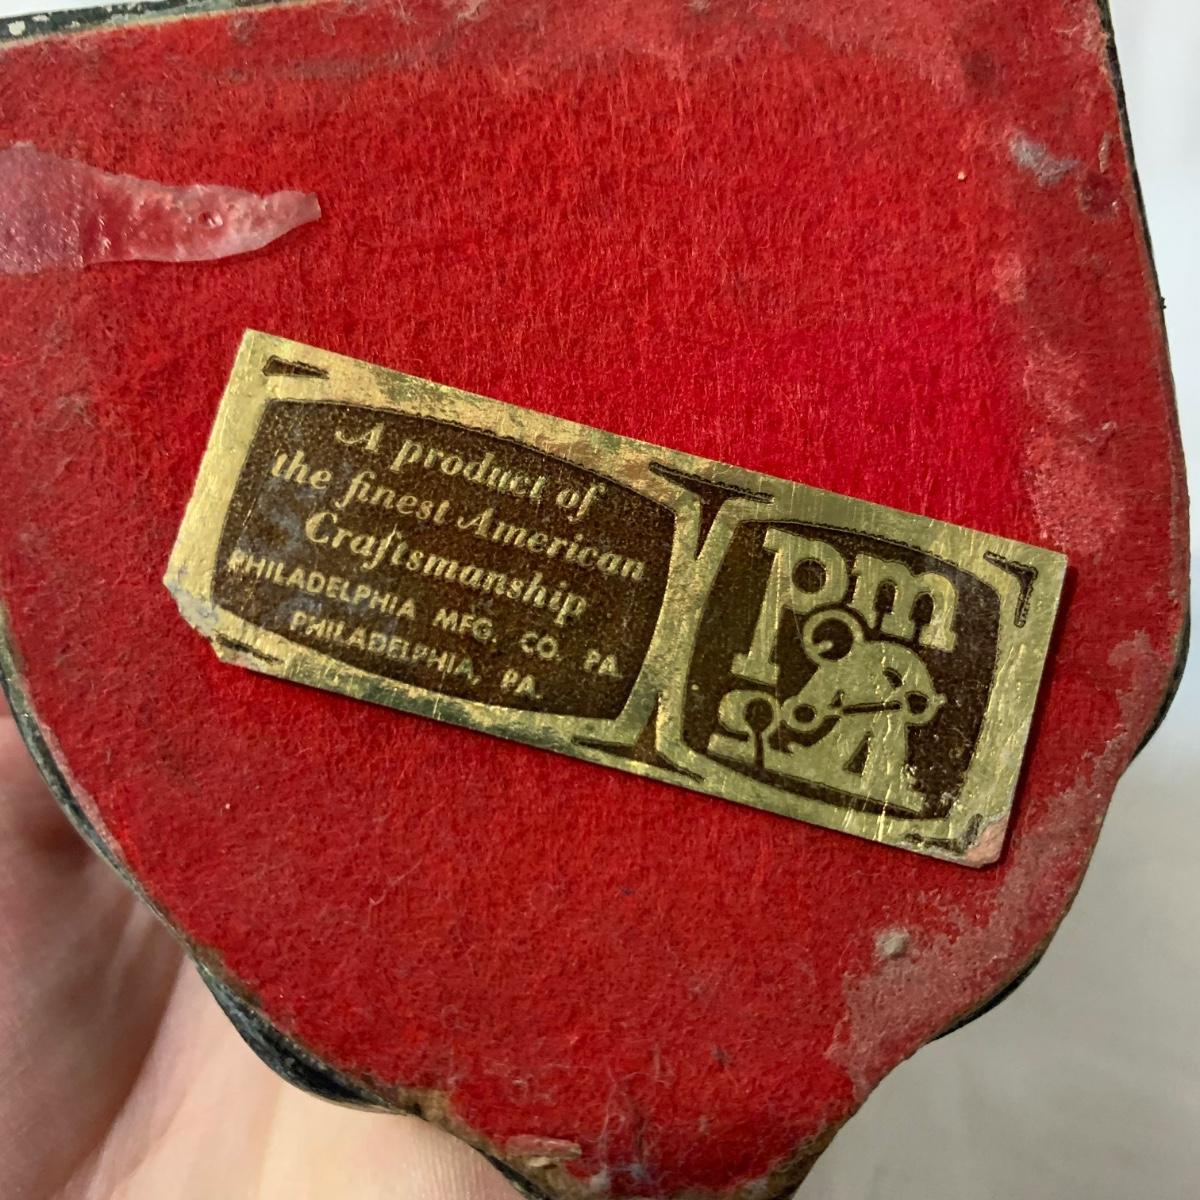 A product of
the finest American
Craftsmanship
PHILADELPHIA MFG. CO. PA.
PHILADELPHIA, PA.
pm